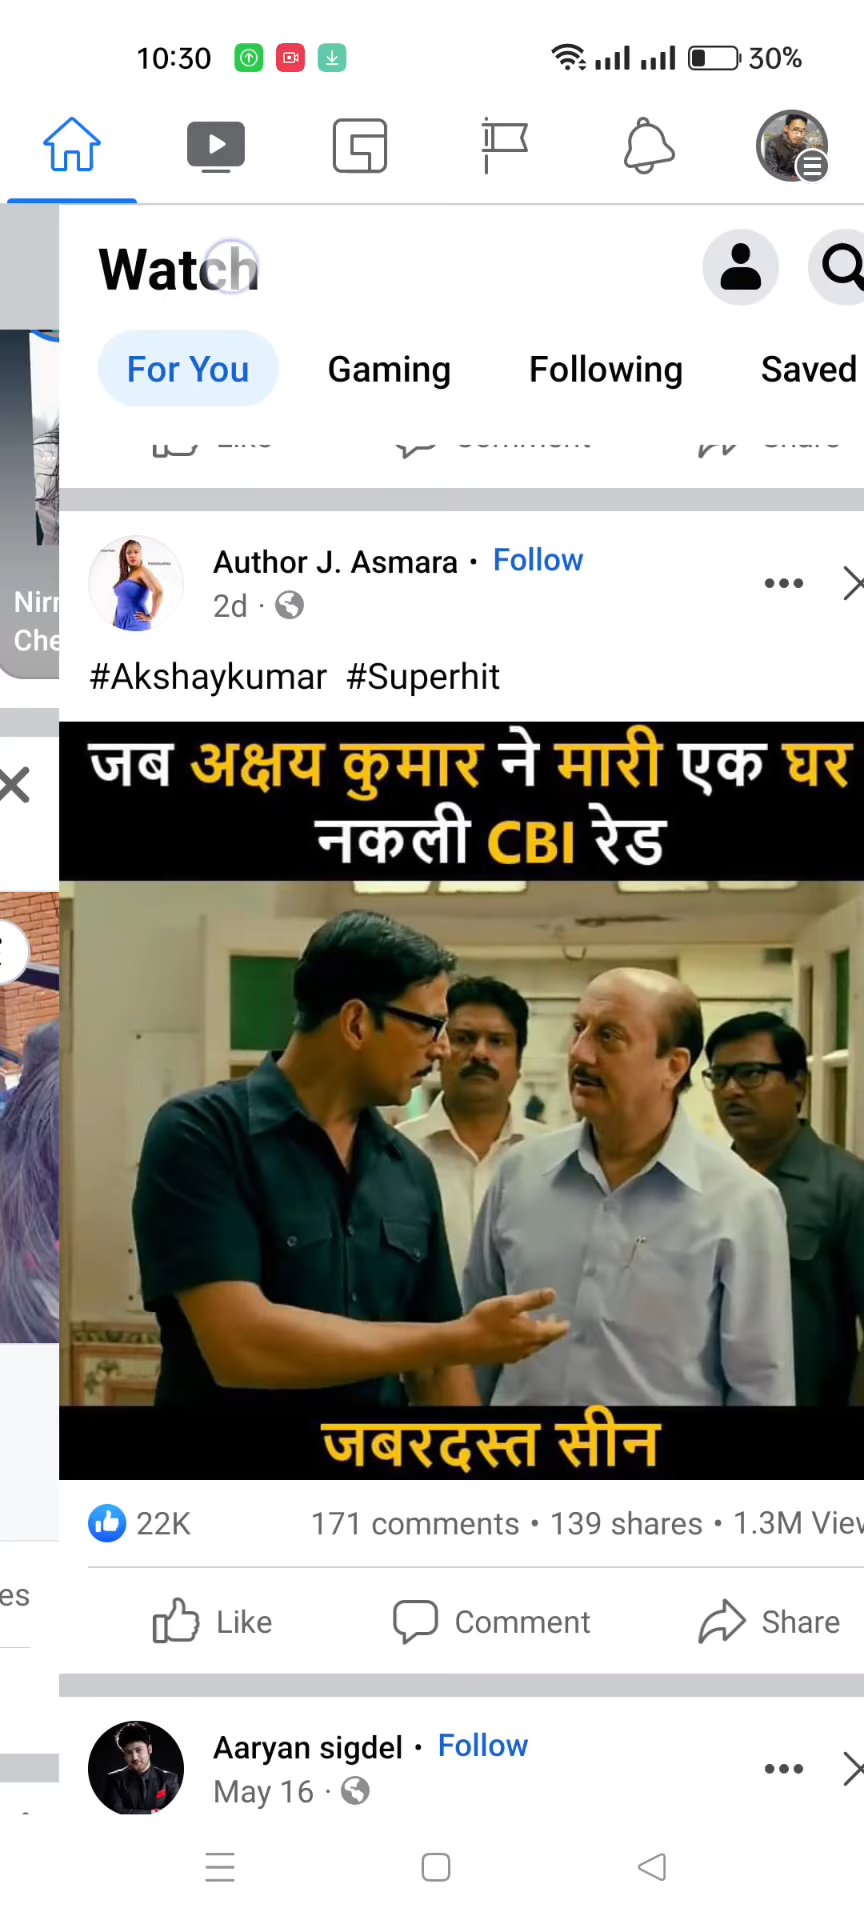 10:30
30%
Watch
For You Gaming Following Saved
Author J. Asmara · Follow
2d ·
#Akshaykumar #Superhit
जब अक्षय कुमार ने मारी एक घर
नकली CBI रेड
जबरदस्त सीन
22K 171 comments • 139 shares • 1.3M View
Like Comment Share
Aaryan sigdel · Follow
May 16 ·